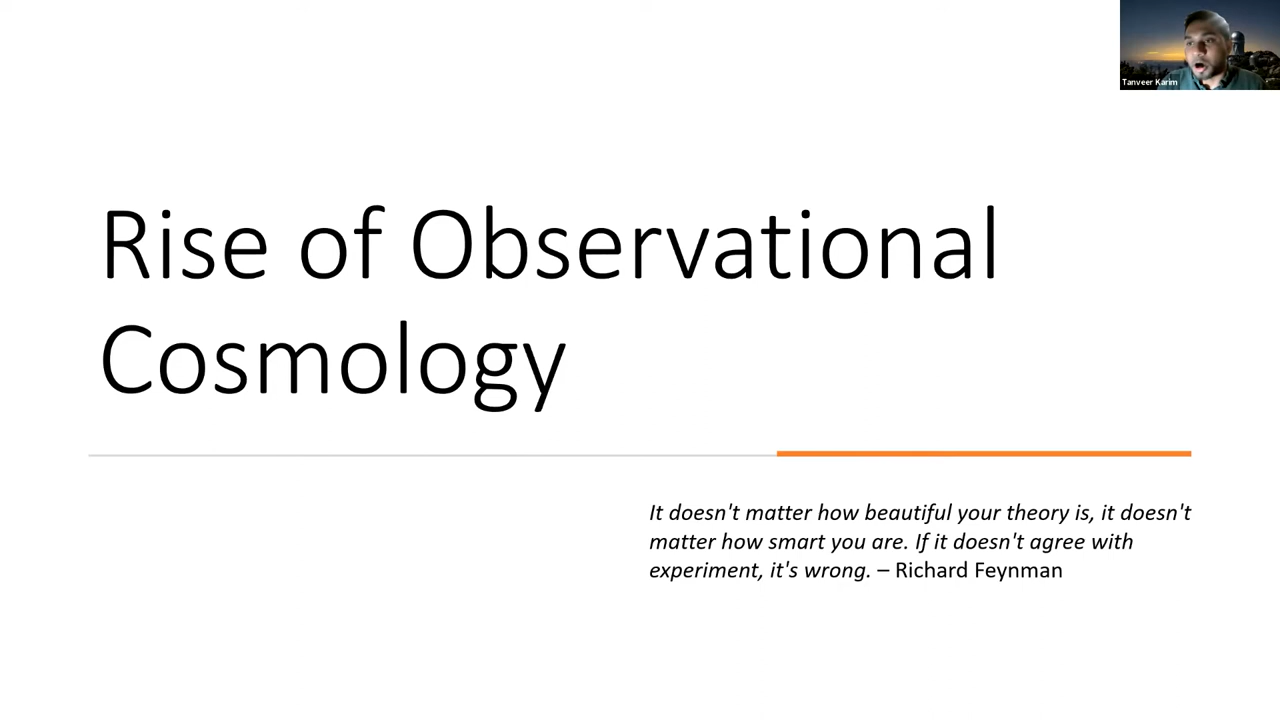 Tanveer Karim
Rise of Observational
Cosmology
It doesn't matter how beautiful your theory is, it doesn't
matter how smart you are. If it doesn't agree with
experiment, it's wrong. – Richard Feynman